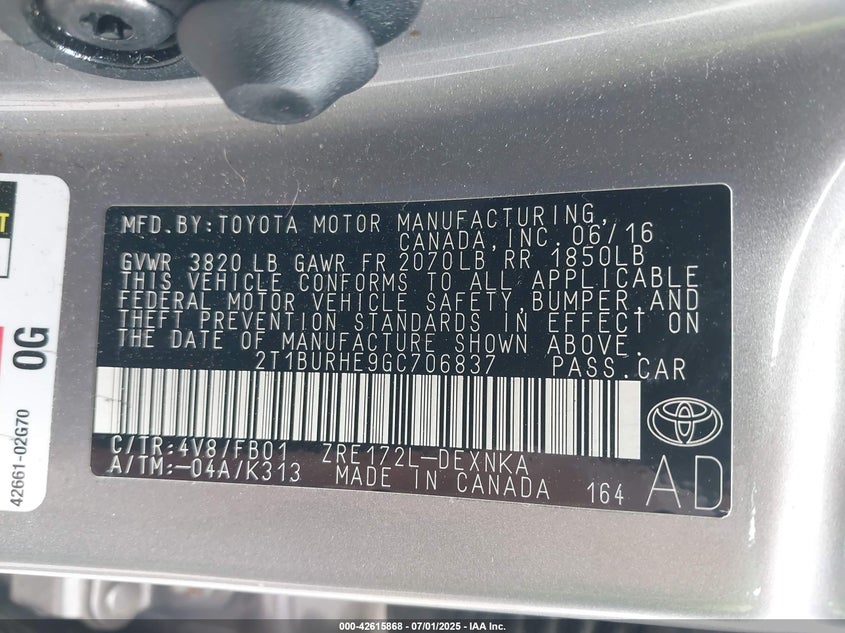 MFD.BY:TOYOTA MOTOR MANUFACTURING,
CANADA,INC. 06/16
GVWR 3820 LB GAWR FR 2070LB RR 1850LB
THIS VEHICLE CONFORMS TO ALL APPLICABLE
FEDERAL MOTOR VEHICLE SAFETY,BUMPER,AND
THEFT PREVENTION STANDARDS IN EFFECT ON
THE DATE OF MANUFACTURE SHOWN ABOVE.
2T1BURHE9GC706837 PASS.CAR
C/TR:4V8/FB01 ZRE172L-DEXNKA
A/TM:-04A/K313 MADE IN CANADA 164
AD
0G
42661-02G70
000-42615868 - 07/01/2025 - IAA Inc.